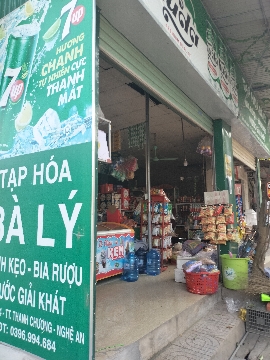 7UP
HƯƠNG
CHANH
TỰ NHIÊN CỰC
THANH
MÁT
TẠP HÓA
BÀ LÝ
KẸO - BIA RƯỢU
ƯỚC GIẢI KHÁT
TT. THANH CHƯƠNG - NGHỆ AN
0396.994.684
KEM